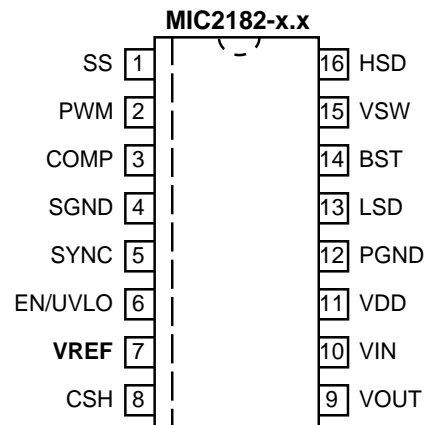 MIC2182-x.x
SS 1 16 HSD
PWM 2 15 VSW
COMP 3 14 BST
SGND 4 13 LSD
SYNC 5 12 PGND
EN/UVLO 6 11 VDD
VREF 7 10 VIN
CSH 8 9 VOUT